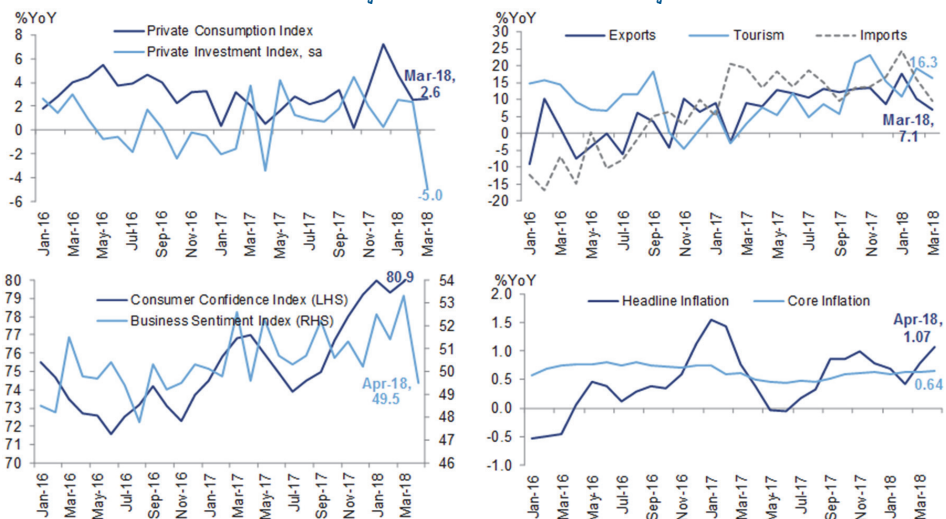 %YoY
8
6
4
2
0
-2
-4
-6
Private Consumption Index
Private Investment Index, sa
Mar-18,
2.6
-5.0
Jan-16
Mar-16
May-16
Jul-16
Sep-16
Nov-16
Jan-17
Mar-17
May-17
Jul-17
Sep-17
Nov-17
Jan-18
Mar-18
%YoY
30
25
20
15
10
5
0
-5
-10
-15
-20
Exports
Tourism
Imports
16.3
Mar-18,
7.1
Jan-16
Mar-16
May-16
Jul-16
Sep-16
Nov-16
Jan-17
Mar-17
May-17
Jul-17
Sep-17
Nov-17
Jan-18
Mar-18
80
79
78
77
76
75
74
73
72
71
70
Consumer Confidence Index (LHS)
Business Sentiment Index (RHS)
80.9
Apr-18,
49.5
54
53
52
51
50
49
48
47
46
Jan-16
Mar-16
May-16
Jul-16
Sep-16
Nov-16
Jan-17
Mar-17
May-17
Jul-17
Sep-17
Nov-17
Jan-18
Mar-18
%YoY
2.0
1.5
1.0
0.5
0.0
-0.5
-1.0
Headline Inflation
Core Inflation
Apr-18,
1.07
0.64
Jan-16
Mar-16
May-16
Jul-16
Sep-16
Nov-16
Jan-17
Mar-17
May-17
Jul-17
Sep-17
Nov-17
Jan-18
Mar-18